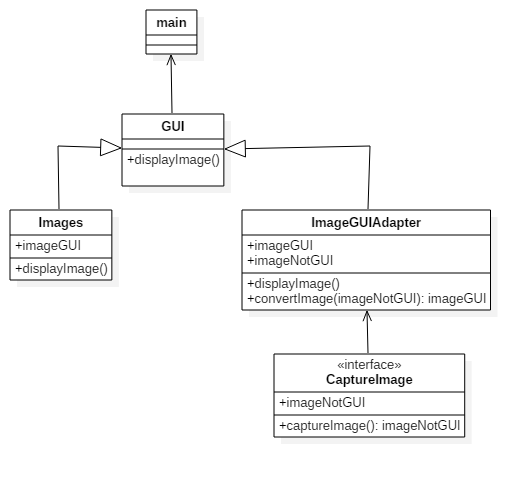 main
GUI
+displayImage()
Images
+imageGUI
+displayImage()
ImageGUIAdapter
+imageGUI
+imageNotGUI
+displayImage()
+convertImage(imageNotGUI): imageGUI
«interface»
CaptureImage
+imageNotGUI
+captureImage(): imageNotGUI